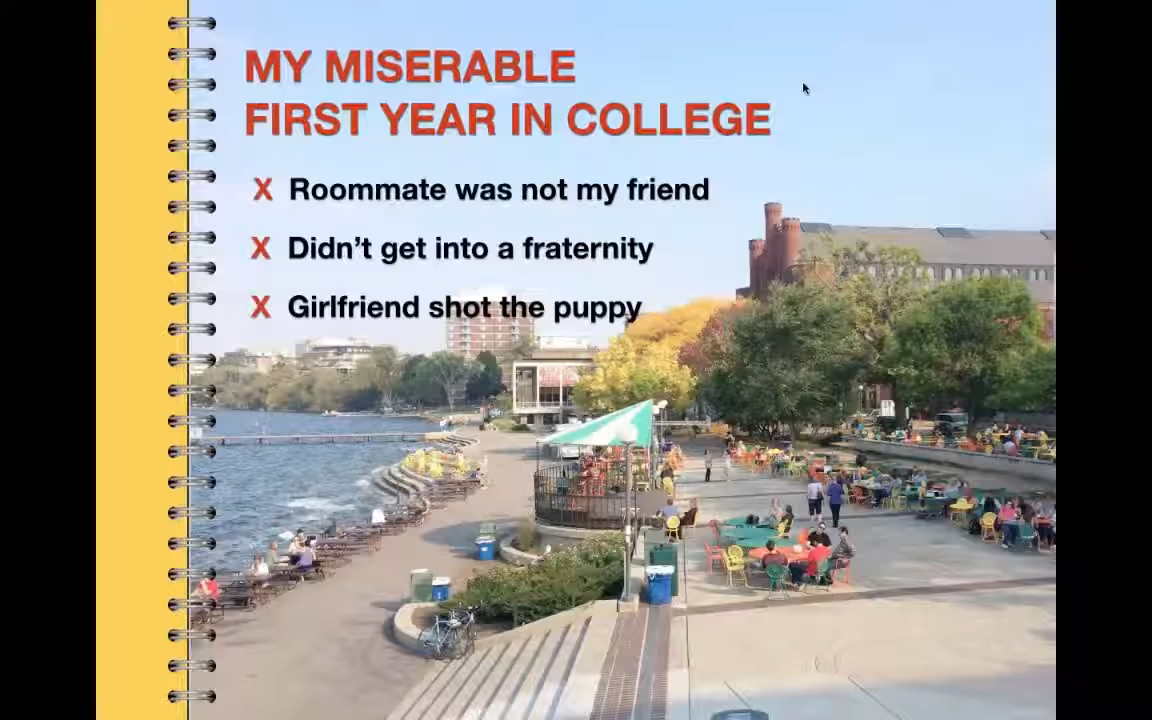 MY MISERABLE
FIRST YEAR IN COLLEGE
X Roommate was not my friend
X Didn't get into a fraternity
X Girlfriend shot the puppy